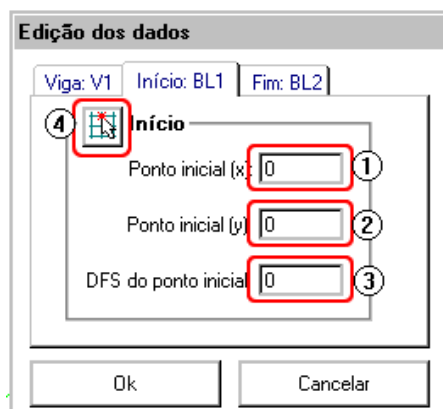 Edição dos dados
Viga: V1 Início: BL1 Fim: BL2
4 Início
Ponto inicial (x) 0 1
Ponto inicial (y) 0 2
DFS do ponto inicial 0 3
Ok Cancelar